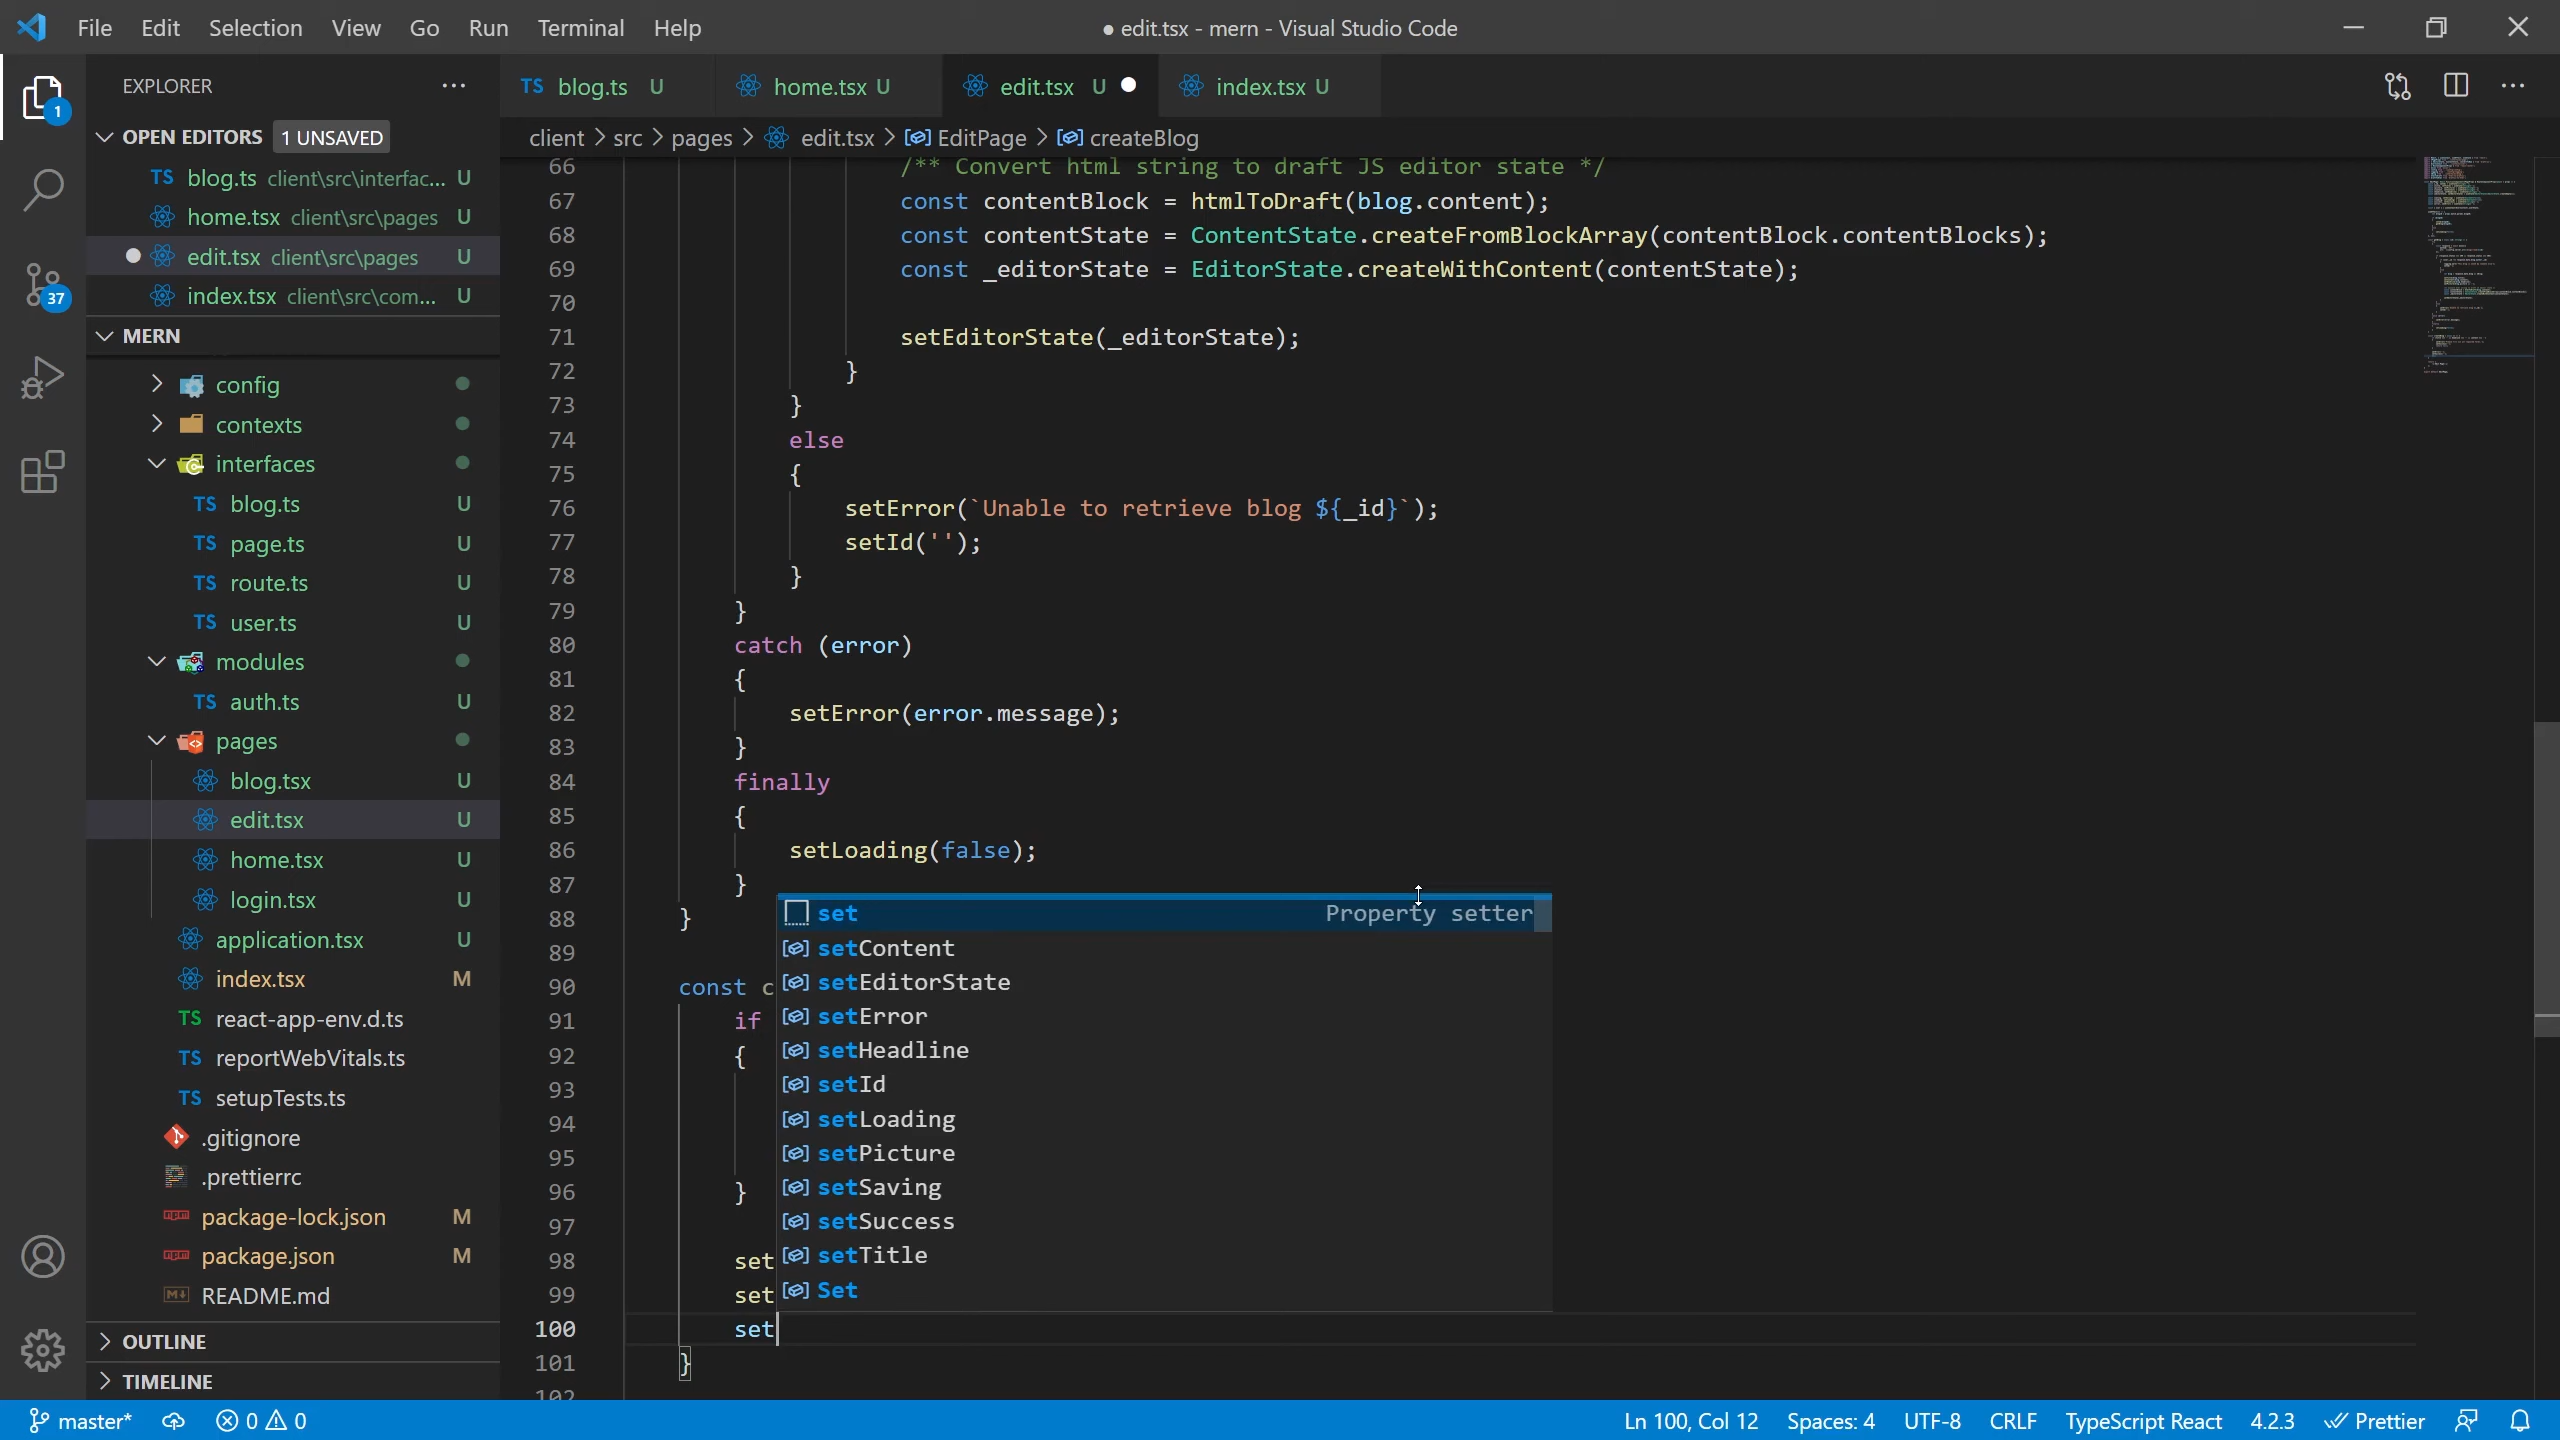 File Edit Selection View Go Run Terminal Help
● edit.tsx - mern - Visual Studio Code
EXPLORER
TS blog.ts U
home.tsx U
edit.tsx U
index.tsx U
client > src > pages > edit.tsx > EditPage > createBlog
OPEN EDITORS 1 UNSAVED
TS blog.ts client\src\interfac... U
home.tsx client\src\pages U
edit.tsx client\src\pages U
index.tsx client\src\com... U
MERN
config
contexts
interfaces
TS blog.ts U
TS page.ts U
TS route.ts U
TS user.ts U
modules
TS auth.ts U
pages
blog.tsx U
edit.tsx U
home.tsx U
login.tsx U
application.tsx U
index.tsx M
TS react-app-env.d.ts
TS reportWebVitals.ts
TS setupTests.ts
.gitignore
.prettierrc
package-lock.json M
package.json M
README.md
OUTLINE
TIMELINE
1
37
66 /** Convert html string to draft JS editor state */
67 const contentBlock = htmlToDraft(blog.content);
68 const contentState = ContentState.createFromBlockArray(contentBlock.contentBlocks);
69 const _editorState = EditorState.createWithContent(contentState);
70
71 setEditorState(_editorState);
72 }
73 }
74 else
75 {
76 setError(`Unable to retrieve blog ${_id}`);
77 setId('');
78 }
79 }
80 catch (error)
81 {
82 setError(error.message);
83 }
84 finally
85 {
86 setLoading(false);
87 }
88 }
89
90 const c
91 if
92 {
93
94
95
96 }
97
98 set
99 set
100 set
101 }
102
set Property setter
setContent
setEditorState
setError
setHeadline
setId
setLoading
setPicture
setSaving
setSuccess
setTitle
Set
master* 0 0
Ln 100, Col 12 Spaces: 4 UTF-8 CRLF TypeScript React 4.2.3 Prettier